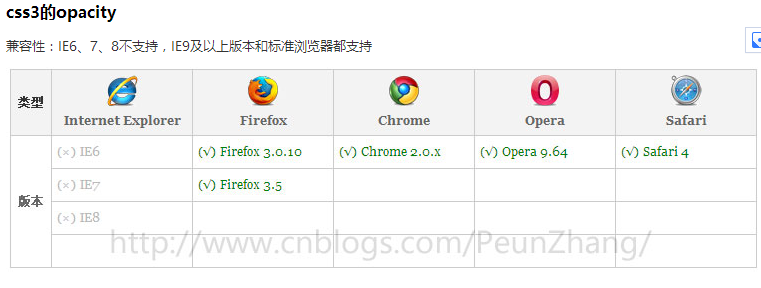 css3的opacity
兼容性：IE6、7、8不支持，IE9及以上版本和标准浏览器都支持
类型 Internet Explorer Firefox Chrome Opera Safari
(×) IE6 (√) Firefox 3.0.10 (√) Chrome 2.0.x (√) Opera 9.64 (√) Safari 4
(×) IE7 (√) Firefox 3.5
版本
(×) IE8
http://www.cnblogs.com/PeunZhang/